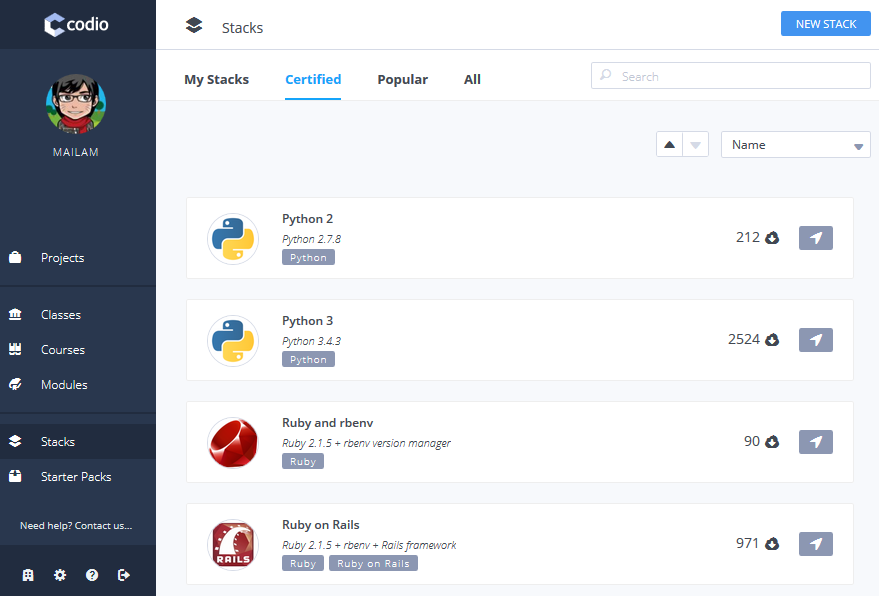 codio
Stacks
NEW STACK
MAILAM
My Stacks
Certified
Popular
All
Search
Name
Projects
Classes
Courses
Modules
Stacks
Starter Packs
Need help? Contact us...
Python 2
Python 2.7.8
Python
212
Python 3
Python 3.4.3
Python
2524
Ruby and rbenv
Ruby 2.1.5 + rbenv version manager
Ruby
90
Ruby on Rails
Ruby 2.1.5 + rbenv + Rails framework
Ruby Ruby on Rails
971
RAILS